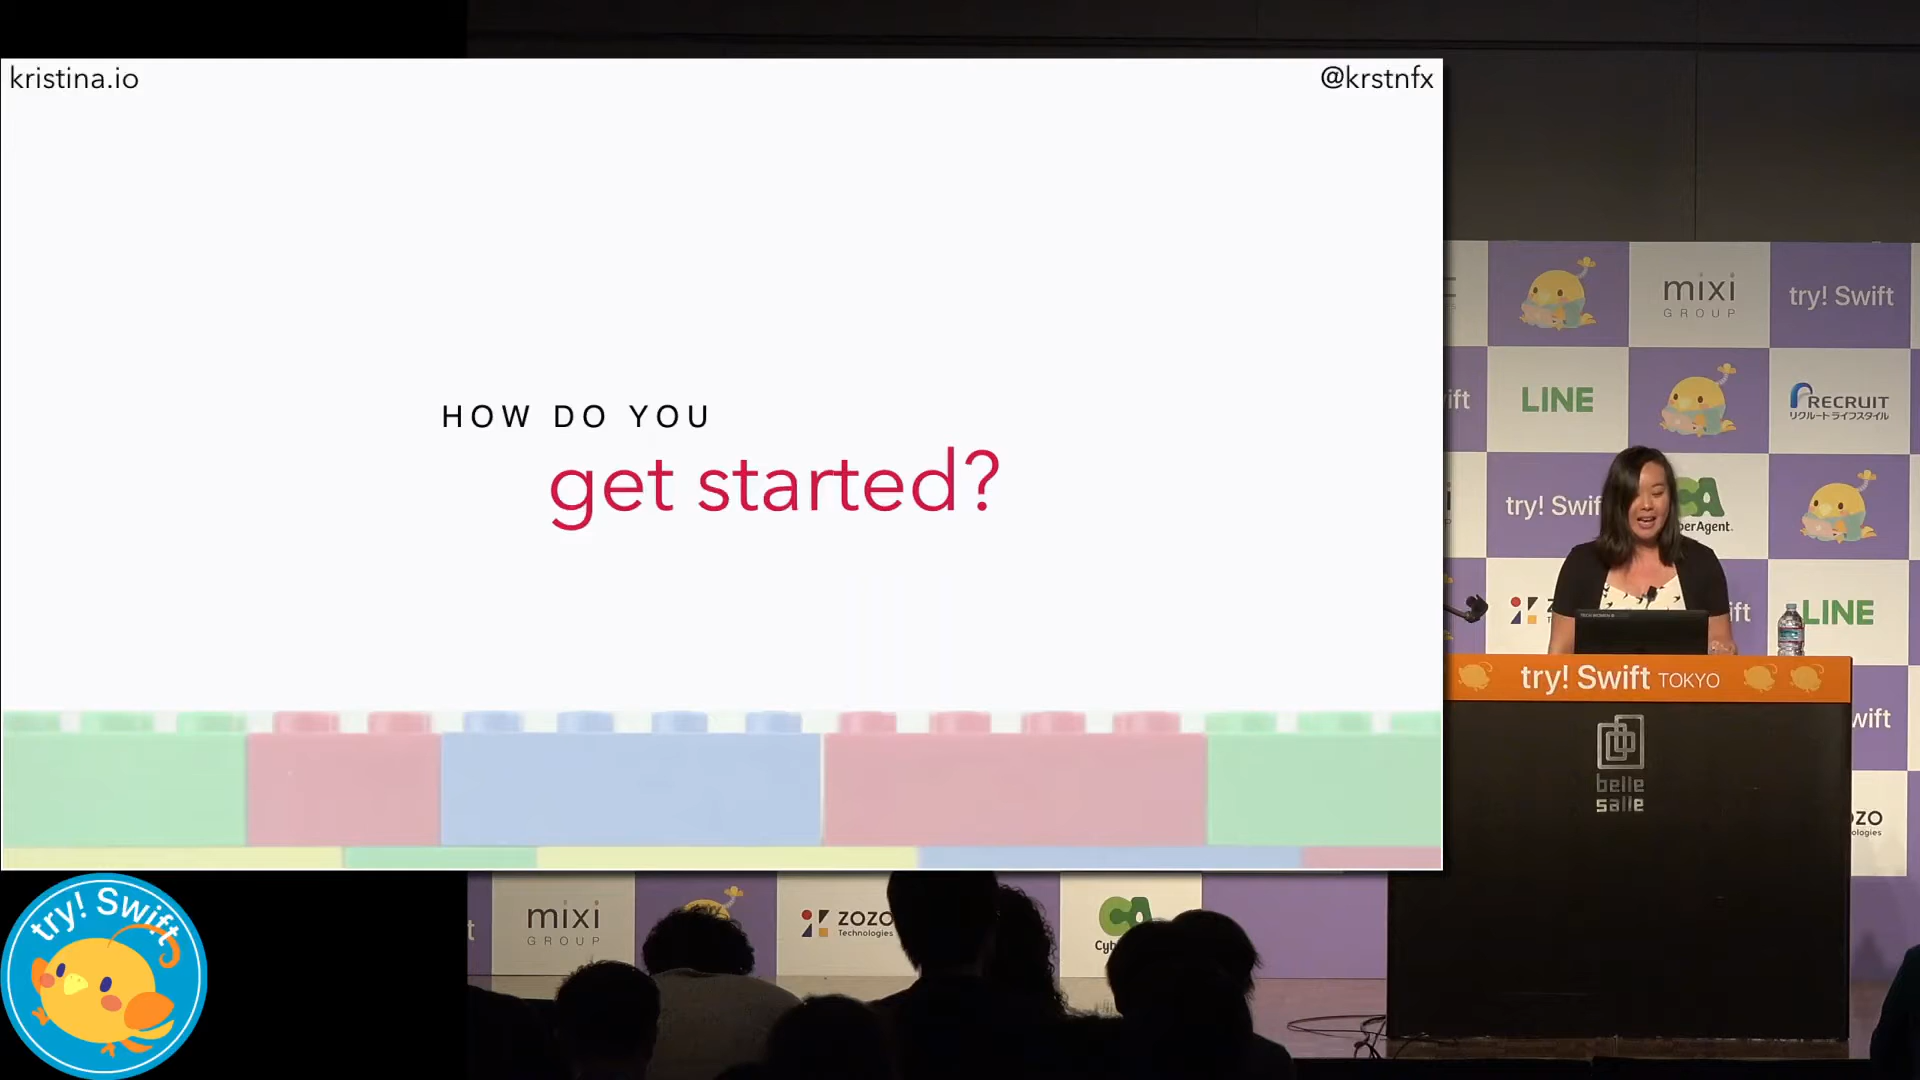 kristina.io
@krstnfx
HOW DO YOU
get started?
mixi
GROUP
try! Swift
LINE
RECRUIT
リクルートライフスタイル
try! Swif
CyberAgent.
LINE
try! Swift TOKYO
belle
salle
try! Swift
mixi
GROUP
ZOZO
Technologies